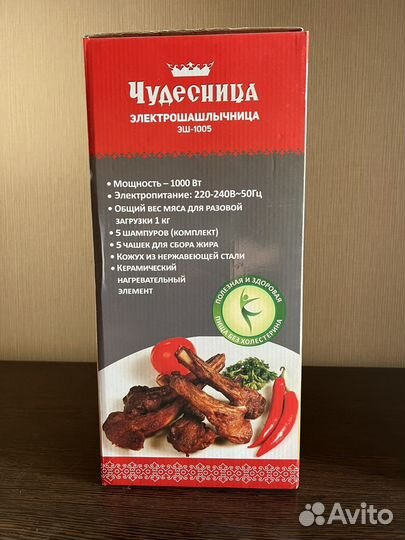 Чудесница
ЭЛЕКТРОШАШЛЫЧНИЦА
ЭШ-1005
• Мощность – 1000 Вт
• Электропитание: 220-240В~50Гц
• Общий вес мяса для разовой
загрузки 1 кг
• 5 шампуров (комплект)
• 5 чашек для сбора жира
• Кожух из нержавеющей стали
• Керамический
нагревательный
элемент
ПОЛЕЗНАЯ И ЗДОРОВАЯ
ПИЩА БЕЗ ХОЛЕСТЕРИНА
Avito